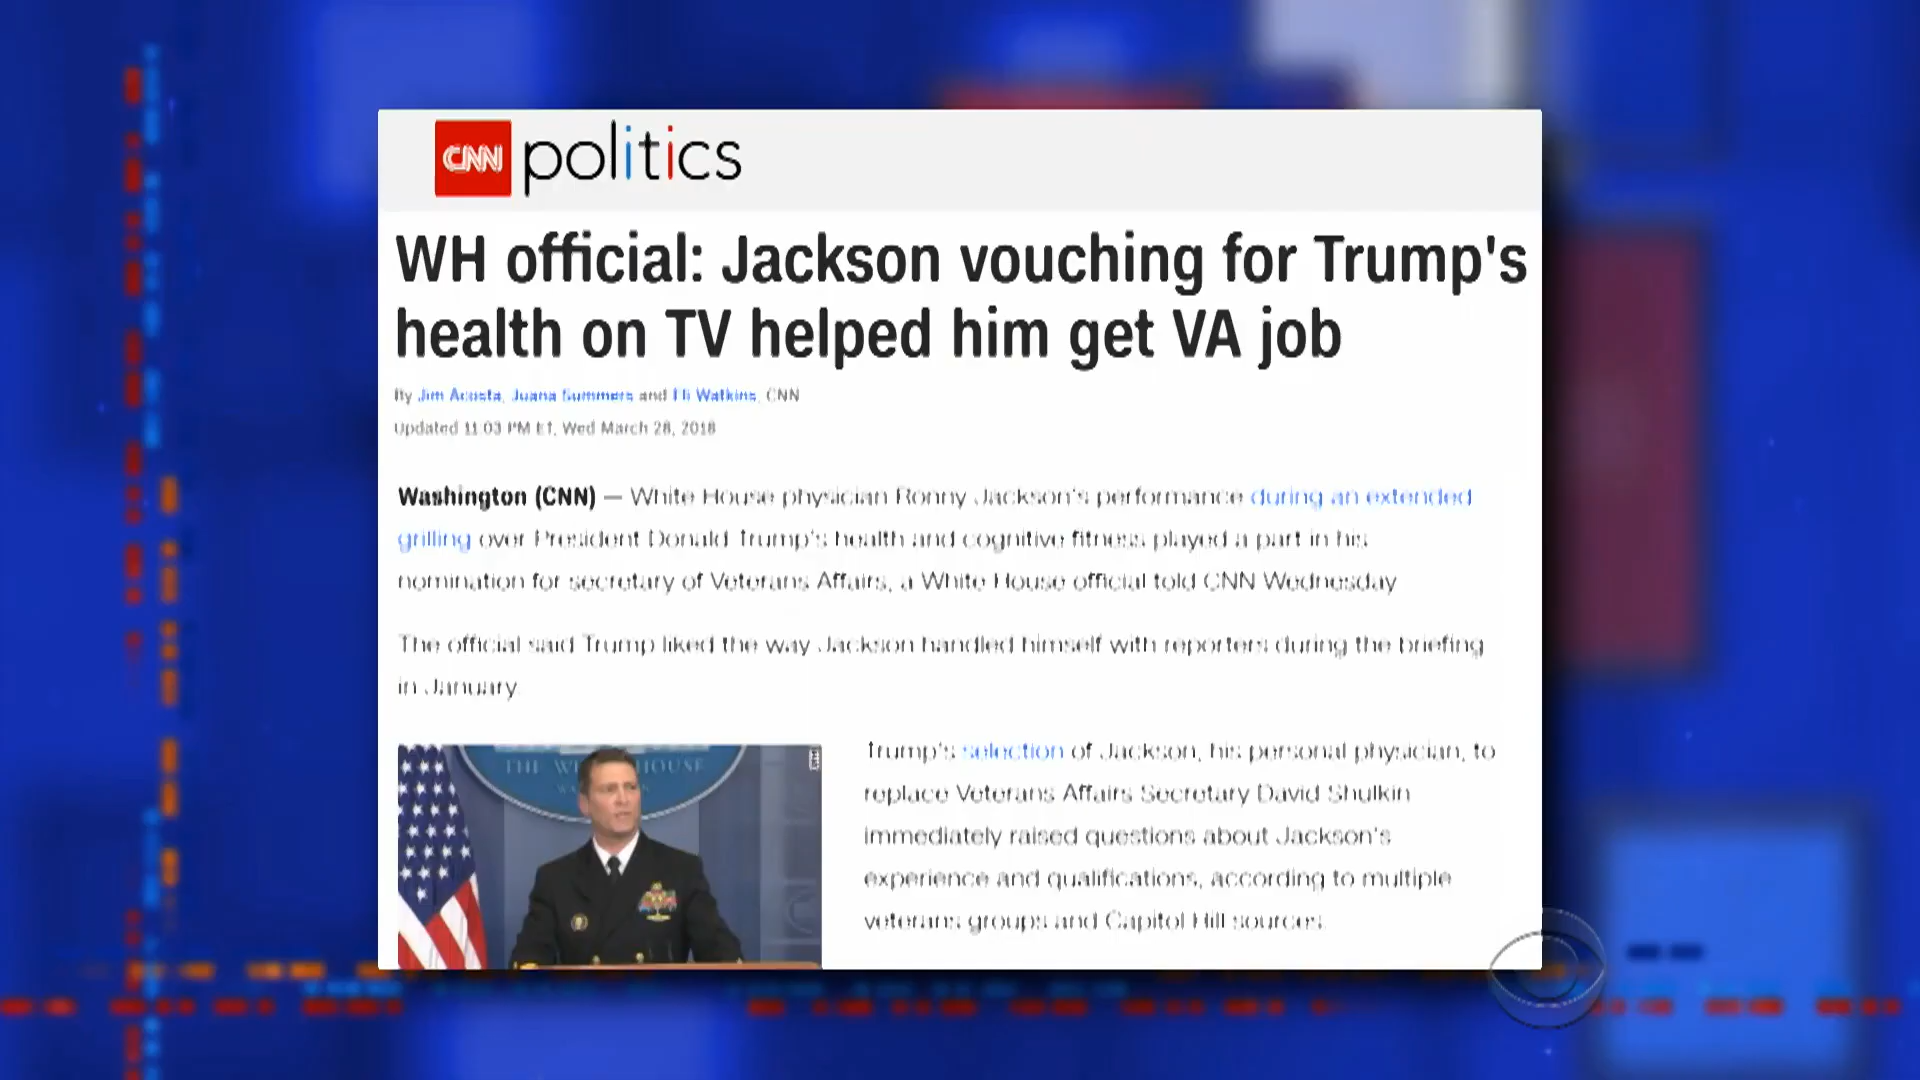 CNN politics
WH official: Jackson vouching for Trump's
health on TV helped him get VA job
By Jim Acosta, Juana Summers and Eli Watkins, CNN
Updated 11:03 PM ET, Wed March 28, 2018
Washington (CNN) — White House physician Ronny Jackson's performance during an extended
grilling over President Donald Trump's health and cognitive fitness played a part in his
nomination for secretary of Veterans Affairs, a White House official told CNN Wednesday.
The official said Trump liked the way Jackson handled himself with reporters during the briefing
in January.
THE WHITE HOUSE
Trump's selection of Jackson, his personal physician, to
replace Veterans Affairs Secretary David Shulkin
immediately raised questions about Jackson's
experience and qualifications, according to multiple
veterans groups and Capitol Hill sources.